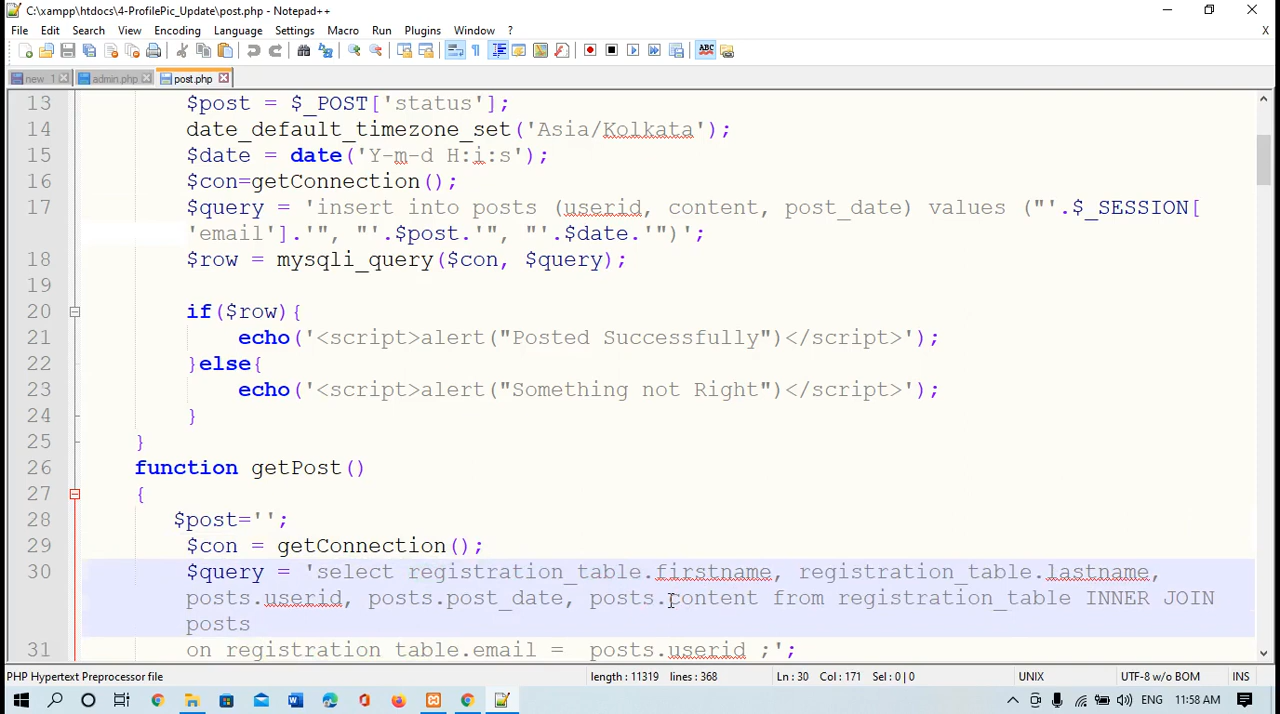 C:\xampp\htdocs\4-ProfilePic_Update\post.php - Notepad++
File Edit Search View Encoding Language Settings Macro Run Plugins Window ? X
new 1 admin.php post.php
13 $post = $_POST['status'];
14 date_default_timezone_set('Asia/Kolkata');
15 $date = date('Y-m-d H:i:s');
16 $con=getConnection();
17 $query = 'insert into posts (userid, content, post_date) values ("'.$_SESSION[
'email'].'", "'.$post.'", "'.$date.'")';
18 $row = mysqli_query($con, $query);
19
20 if($row){
21 echo('<script>alert("Posted Successfully")</script>');
22 }else{
23 echo('<script>alert("Something not Right")</script>');
24 }
25 }
26 function getPost()
27 {
28 $post='';
29 $con = getConnection();
30 $query = 'select registration_table.firstname, registration_table.lastname,
posts.userid, posts.post_date, posts.content from registration_table INNER JOIN
posts
31 on registration_table.email = posts.userid ;';
PHP Hypertext Preprocessor file length : 11319 lines : 368 Ln : 30 Col : 171 Sel : 0 | 0 UNIX UTF-8 w/o BOM INS
ENG 11:58 AM